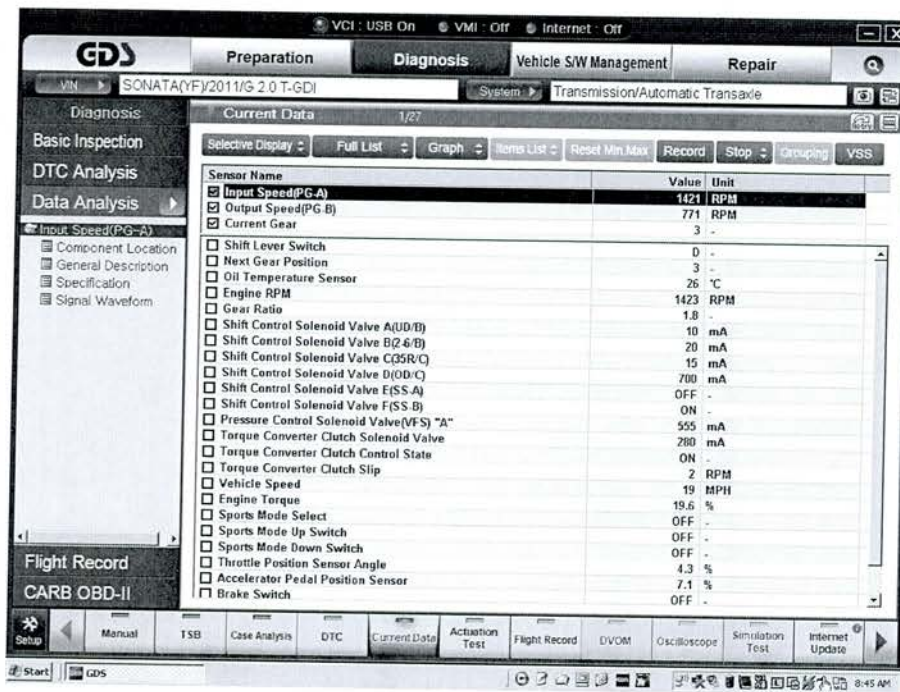 VCI : USB On VMI : Off Internet : Off
GDS Preparation Diagnosis Vehicle S/W Management Repair
VIN SONATA(YF)/2011/G 2.0 T-GDI System Transmission/Automatic Transaxle
Diagnosis
Basic Inspection
DTC Analysis
Data Analysis
Input Speed(PG-A)
Component Location
General Description
Specification
Signal Waveform
Flight Record
CARB OBD-II
Current Data 1/27
Selective Display Full List Graph Items List Reset Min.Max Record Stop Grouping VSS
Sensor Name Value Unit
Input Speed(PG-A) 1421 RPM
Output Speed(PG-B) 771 RPM
Current Gear 3 -
Shift Lever Switch D -
Next Gear Position 3 -
Oil Temperature Sensor 26 °C
Engine RPM 1423 RPM
Gear Ratio 1.8 -
Shift Control Solenoid Valve A(UD/B) 10 mA
Shift Control Solenoid Valve B(2-6/B) 20 mA
Shift Control Solenoid Valve C(35R/C) 15 mA
Shift Control Solenoid Valve D(OD/C) 700 mA
Shift Control Solenoid Valve E(SS-A) OFF -
Shift Control Solenoid Valve F(SS-B) ON -
Pressure Control Solenoid Valve(VFS) "A" 555 mA
Torque Converter Clutch Solenoid Valve 280 mA
Torque Converter Clutch Control State ON -
Torque Converter Clutch Slip 2 RPM
Vehicle Speed 19 MPH
Engine Torque 19.6 %
Sports Mode Select OFF -
Sports Mode Up Switch OFF -
Sports Mode Down Switch OFF -
Throttle Position Sensor Angle 4.3 %
Accelerator Pedal Position Sensor 7.1 %
Brake Switch OFF -
Setup Manual TSB Case Analysis DTC Current Data Actuation Test Flight Record DVOM Oscilloscope Simulation Test Internet Update
Start GDS 8:45 AM